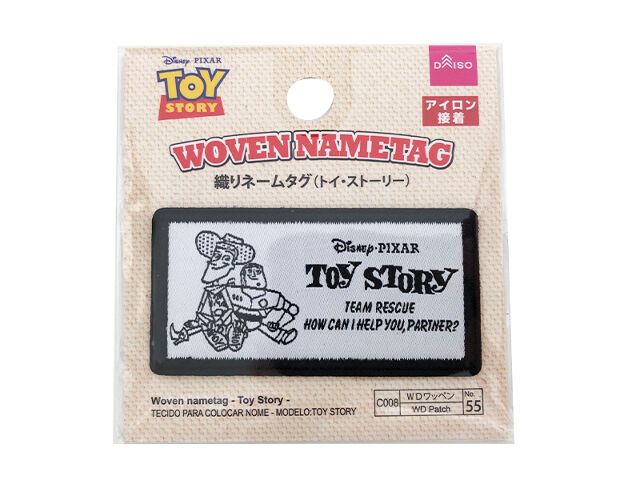 Disney · PIXAR
TOY
STORY
DAISO
アイロン
接着
WOVEN NAMETAG
織りネームタグ(トイ・ストーリー)
Disney · PIXAR
TOY STORY
TEAM RESCUE
HOW CAN I HELP YOU, PARTNER?
Woven nametag - Toy Story -
TECIDO PARA COLOCAR NOME - MODELO:TOY STORY
C008
WDワッペン
WD Patch
No.
55